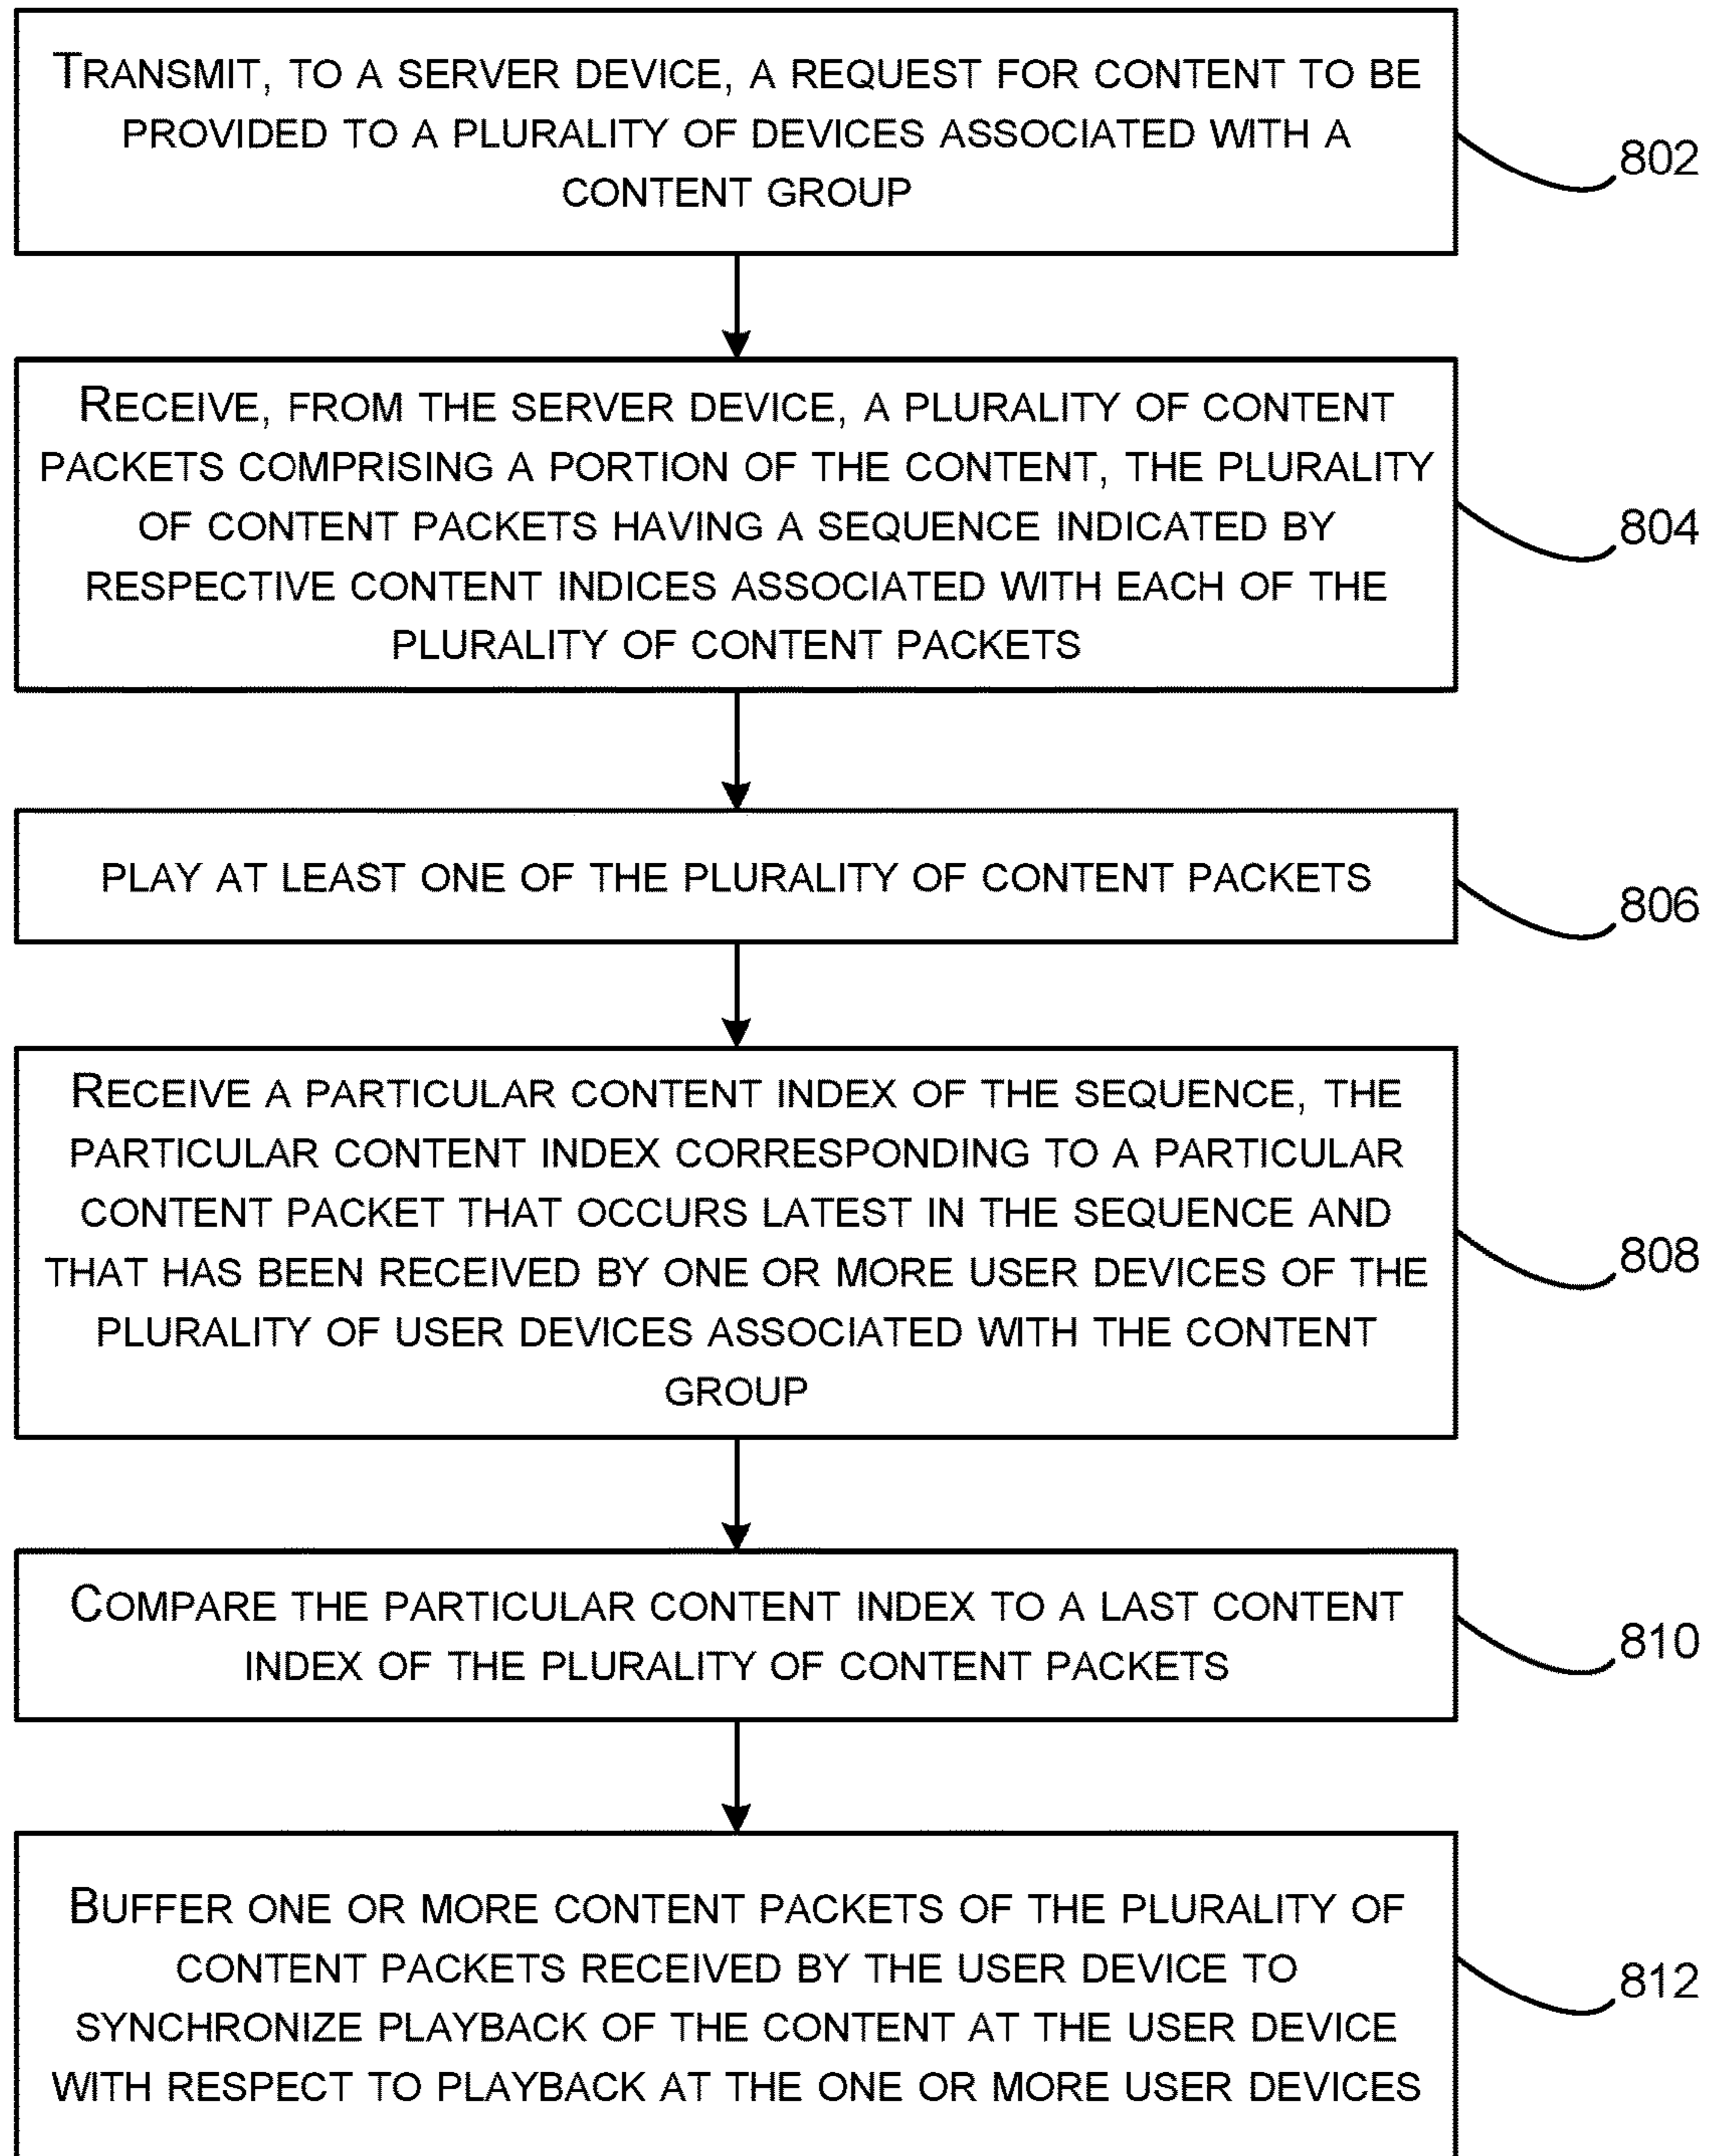 TRANSMIT, TO A SERVER DEVICE, A REQUEST FOR CONTENT TO BE
PROVIDED TO A PLURALITY OF DEVICES ASSOCIATED WITH A
CONTENT GROUP
802
RECEIVE, FROM THE SERVER DEVICE, A PLURALITY OF CONTENT
PACKETS COMPRISING A PORTION OF THE CONTENT, THE PLURALITY
OF CONTENT PACKETS HAVING A SEQUENCE INDICATED BY
RESPECTIVE CONTENT INDICES ASSOCIATED WITH EACH OF THE
PLURALITY OF CONTENT PACKETS
804
PLAY AT LEAST ONE OF THE PLURALITY OF CONTENT PACKETS
806
RECEIVE A PARTICULAR CONTENT INDEX OF THE SEQUENCE, THE
PARTICULAR CONTENT INDEX CORRESPONDING TO A PARTICULAR
CONTENT PACKET THAT OCCURS LATEST IN THE SEQUENCE AND
THAT HAS BEEN RECEIVED BY ONE OR MORE USER DEVICES OF THE
PLURALITY OF USER DEVICES ASSOCIATED WITH THE CONTENT
GROUP
808
COMPARE THE PARTICULAR CONTENT INDEX TO A LAST CONTENT
INDEX OF THE PLURALITY OF CONTENT PACKETS
810
BUFFER ONE OR MORE CONTENT PACKETS OF THE PLURALITY OF
CONTENT PACKETS RECEIVED BY THE USER DEVICE TO
SYNCHRONIZE PLAYBACK OF THE CONTENT AT THE USER DEVICE
WITH RESPECT TO PLAYBACK AT THE ONE OR MORE USER DEVICES
812